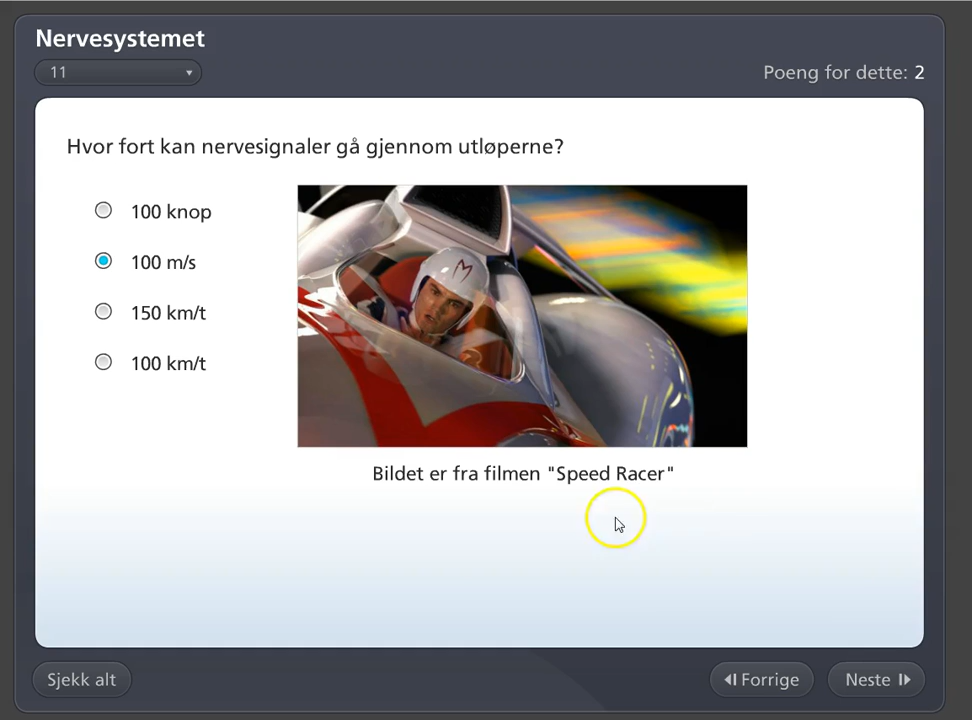 Nervesystemet
11
Poeng for dette: 2
Hvor fort kan nervesignaler gå gjennom utløperne?
100 knop
100 m/s
150 km/t
100 km/t
M
Bildet er fra filmen "Speed Racer"
Sjekk alt
Forrige
Neste